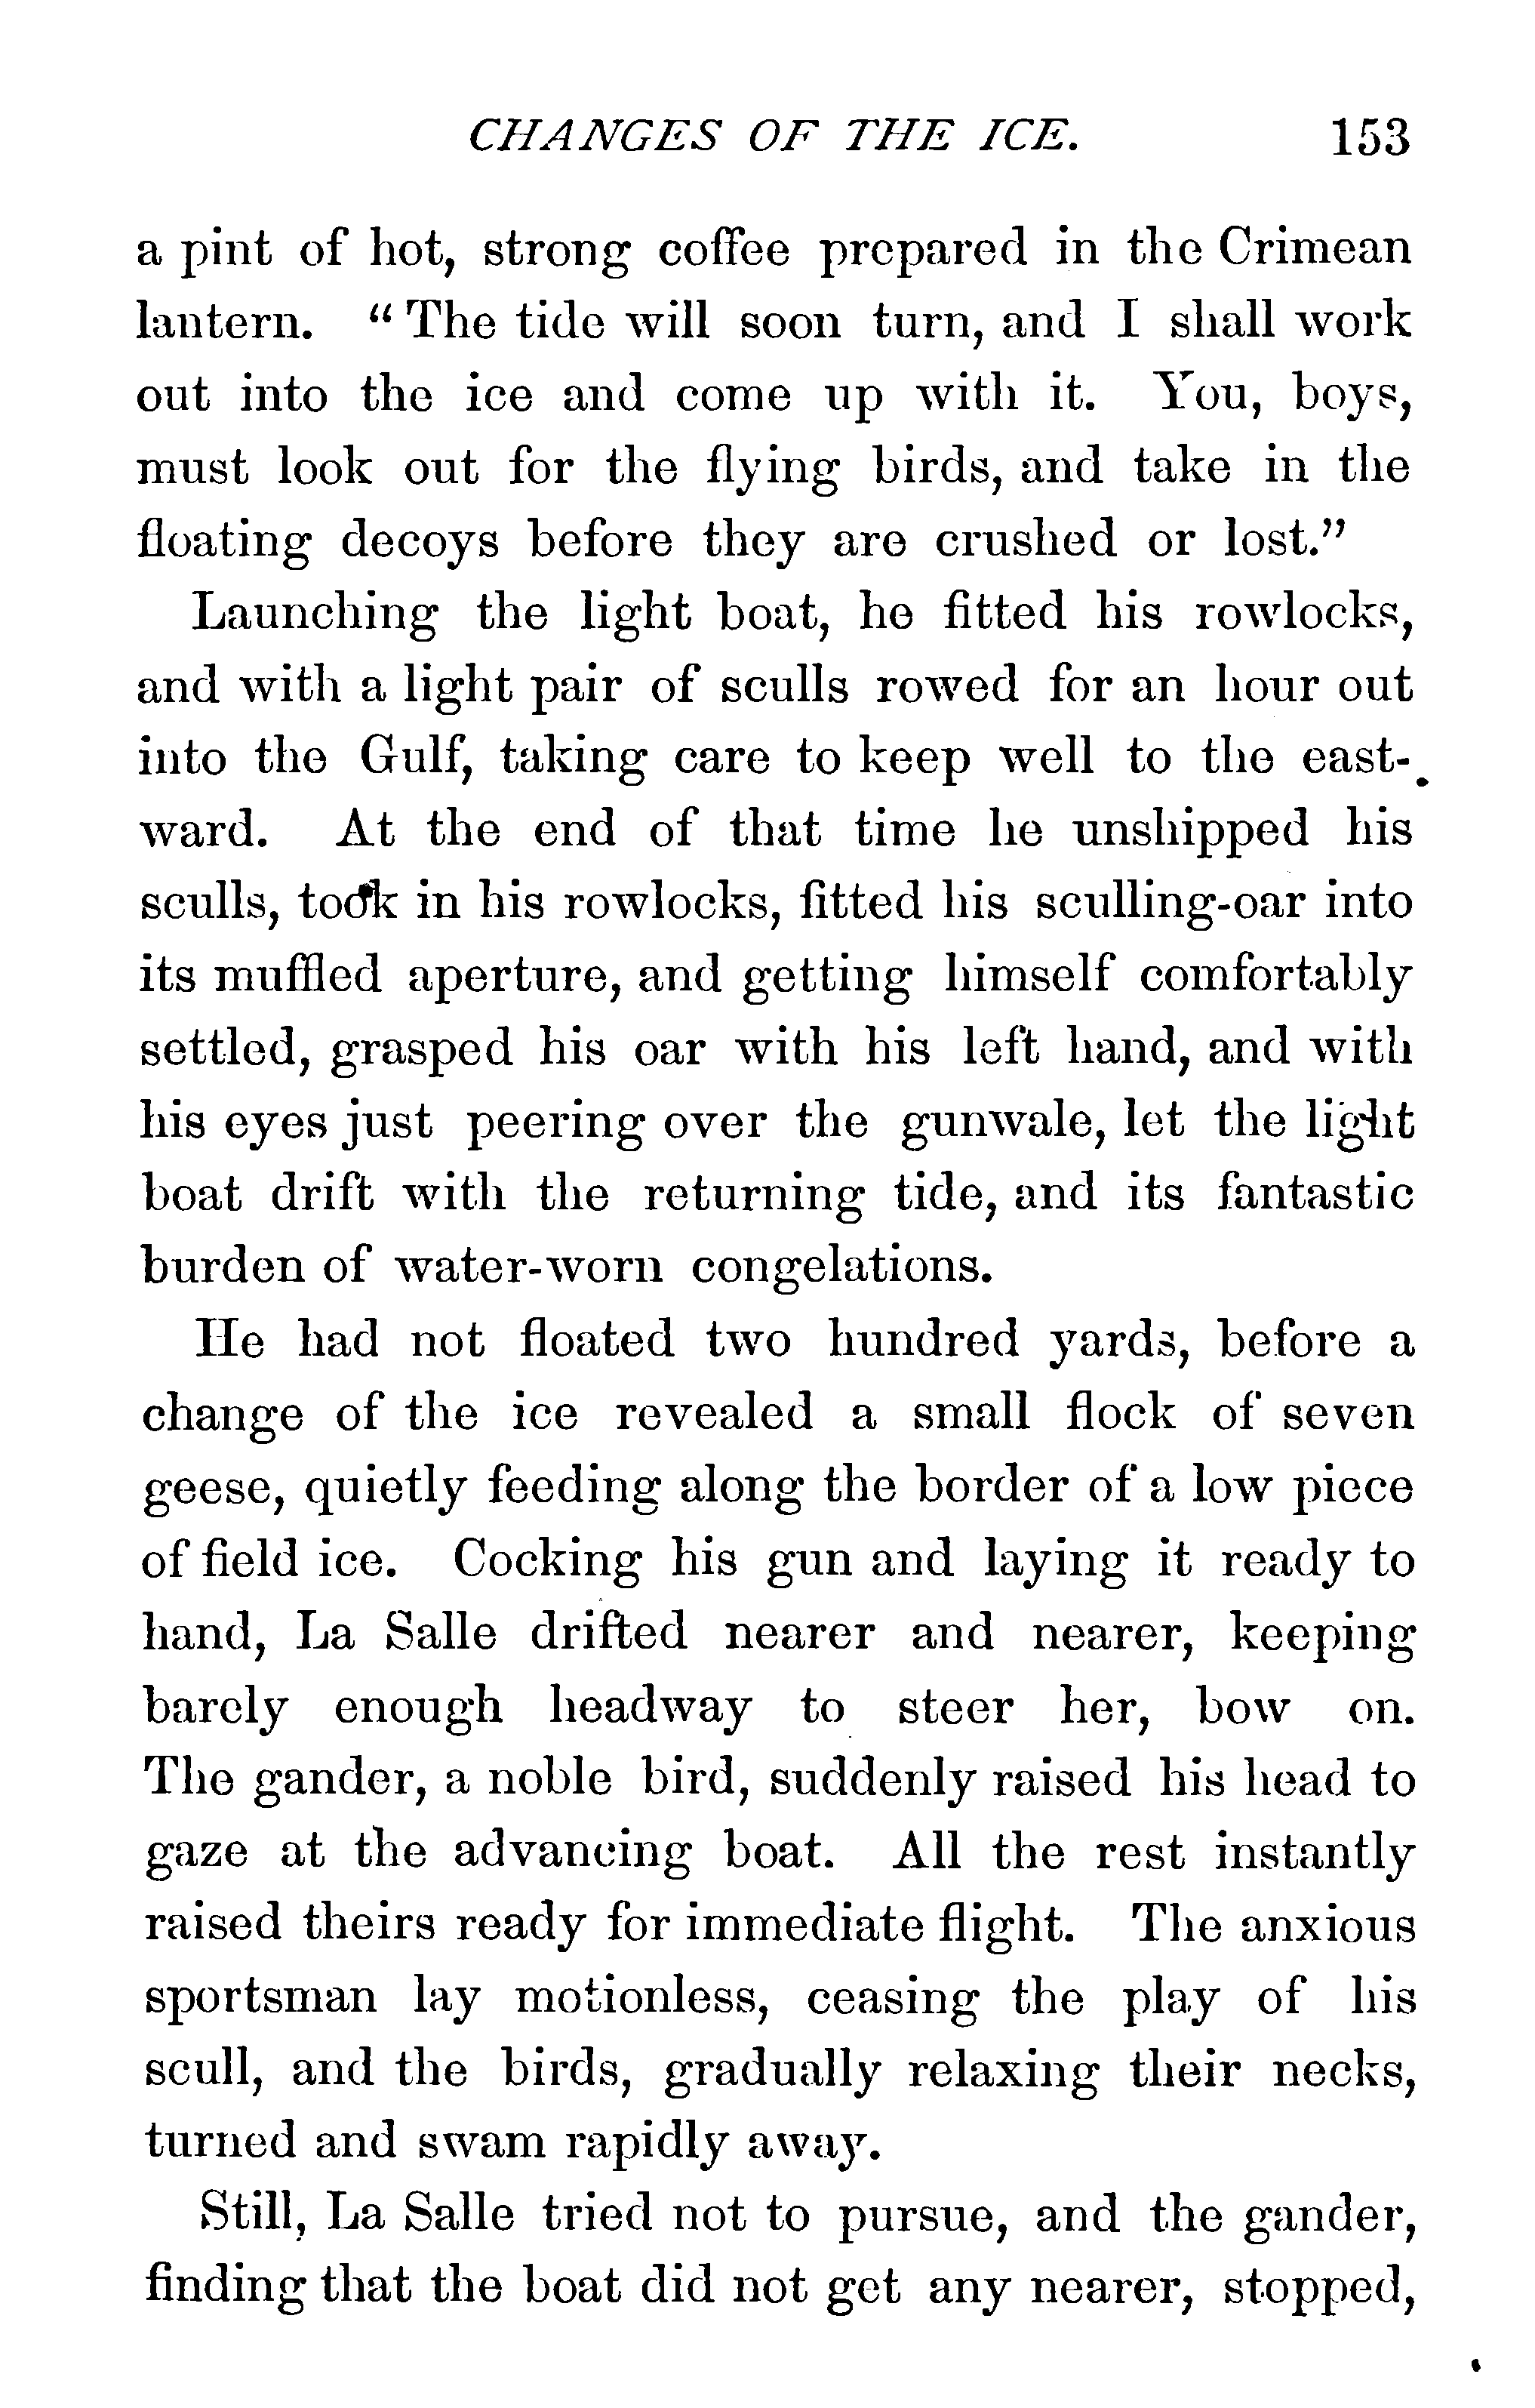 CHANGES OF THE ICE. 153
a pint of hot, strong coffee prepared in the Crimean
lantern. “The tide will soon turn, and I shall work
out into the ice and come up with it. You, boys,
must look out for the flying birds, and take in the
floating decoys before they are crushed or lost.”
Launching the light boat, he fitted his rowlocks,
and with a light pair of sculls rowed for an hour out
into the Gulf, taking care to keep well to the east-
ward. At the end of that time he unshipped his
sculls, took in his rowlocks, fitted his sculling-oar into
its muffled aperture, and getting himself comfortably
settled, grasped his oar with his left hand, and with
his eyes just peering over the gunwale, let the light
boat drift with the returning tide, and its fantastic
burden of water-worn congelations.
He had not floated two hundred yards, before a
change of the ice revealed a small flock of seven
geese, quietly feeding along the border of a low piece
of field ice. Cocking his gun and laying it ready to
hand, La Salle drifted nearer and nearer, keeping
barely enough headway to steer her, bow on.
The gander, a noble bird, suddenly raised his head to
gaze at the advancing boat. All the rest instantly
raised theirs ready for immediate flight. The anxious
sportsman lay motionless, ceasing the play of his
scull, and the birds, gradually relaxing their necks,
turned and swam rapidly away.
Still, La Salle tried not to pursue, and the gander,
finding that the boat did not get any nearer, stopped,